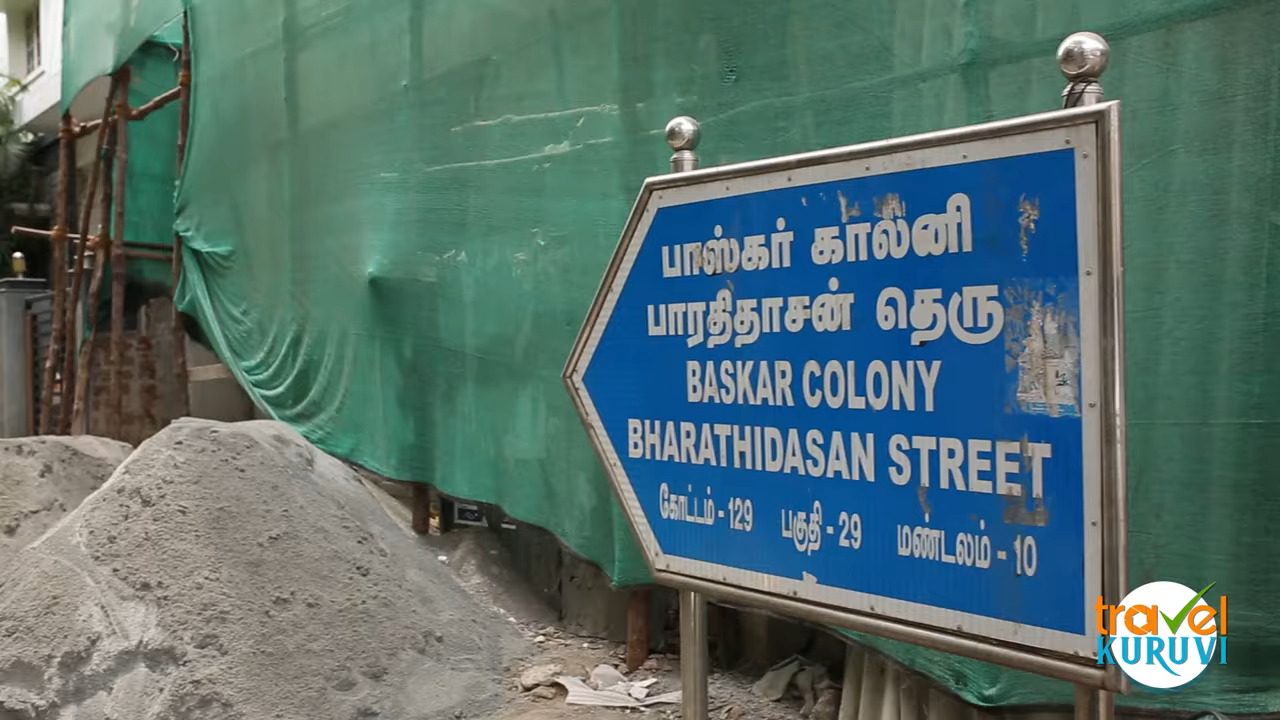 பாஸ்கர் காலனி
பாரதிதாசன் தெரு
BASKAR COLONY
BHARATHIDASAN STREET
கோட்டம் - 129 பகுதி - 29 மண்டலம் - 10
travel
KURUVI